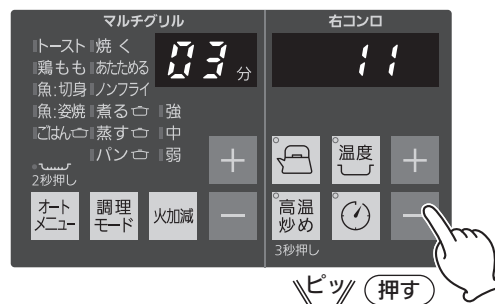 マルチグリル
トースト 焼く
鶏もも あたためる
魚:切身 ノンフライ
魚:姿焼 煮る 強
ごはん 蒸す 中
パン 弱
03 分
2秒押し
オートメニュー
調理モード
火加減
+
−
右コンロ
11
温度
+
高温炒め
−
3秒押し
ピッ
押す